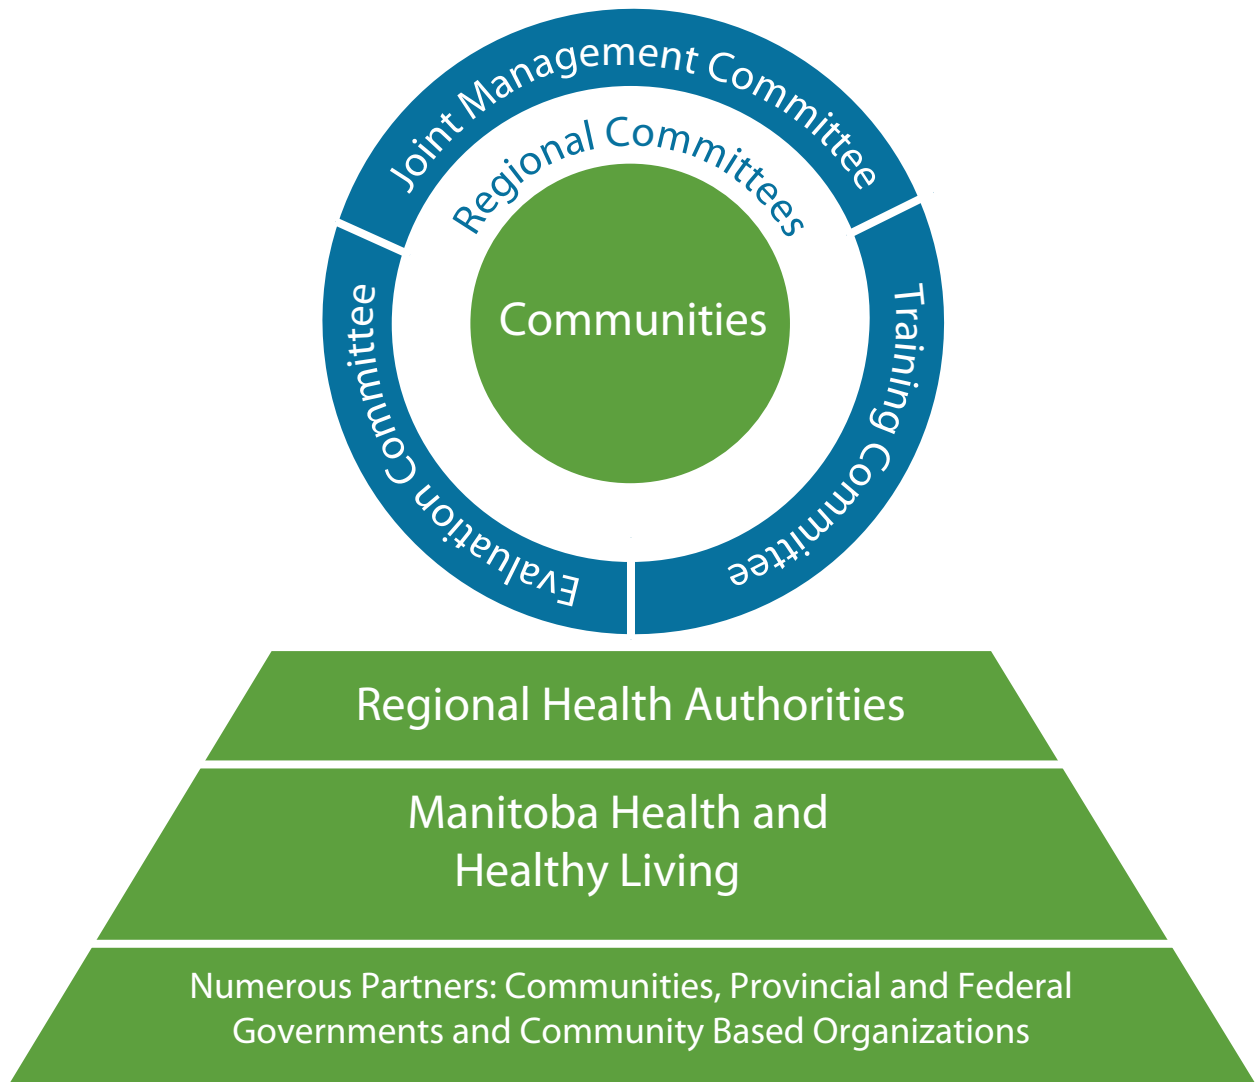 Joint Management Committee
Regional Committees
Communities
Evaluation Committee
Training Committee
Regional Health Authorities
Manitoba Health and
Healthy Living
Numerous Partners: Communities, Provincial and Federal
Governments and Community Based Organizations